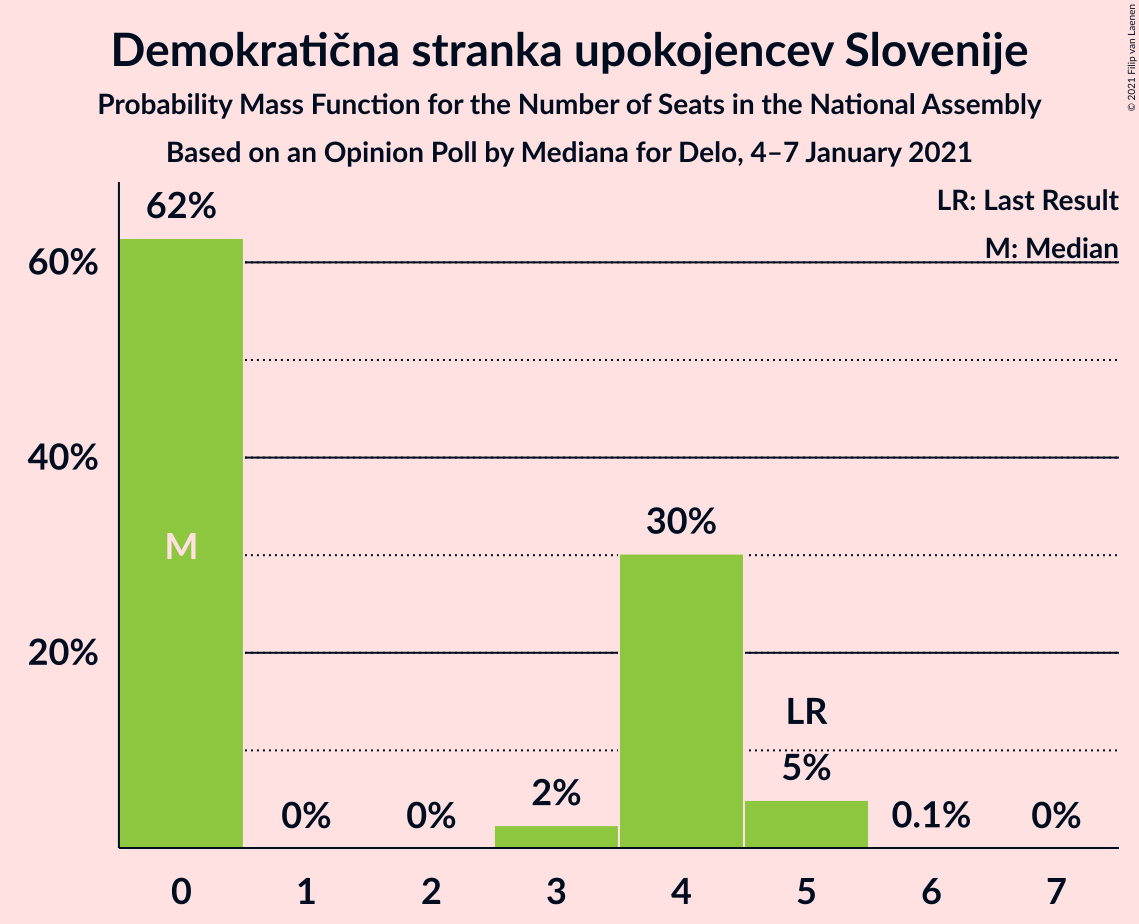 Demokratična stranka upokojencev Slovenije
Probability Mass Function for the Number of Seats in the National Assembly
Based on an Opinion Poll by Mediana for Delo, 4–7 January 2021
© 2021 Filip van Laenen
LR: Last Result
M: Median
62%
60%
40%
M
30%
20%
LR
5%
2%
0%
0%
0.1%
0%
0 1 2 3 4 5 6 7